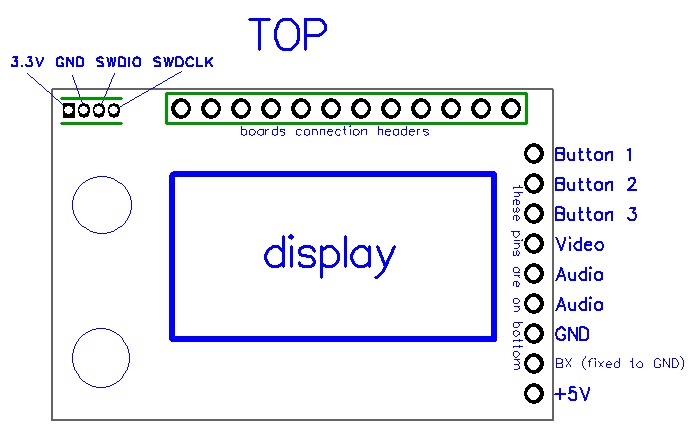 TOP
3.3V GND SWDIO SWDCLK
boards connection headers
Button 1
Button 2
Button 3
Video
Audio
Audio
GND
BX (fixed to GND)
+5V
these pins are on bottom
display